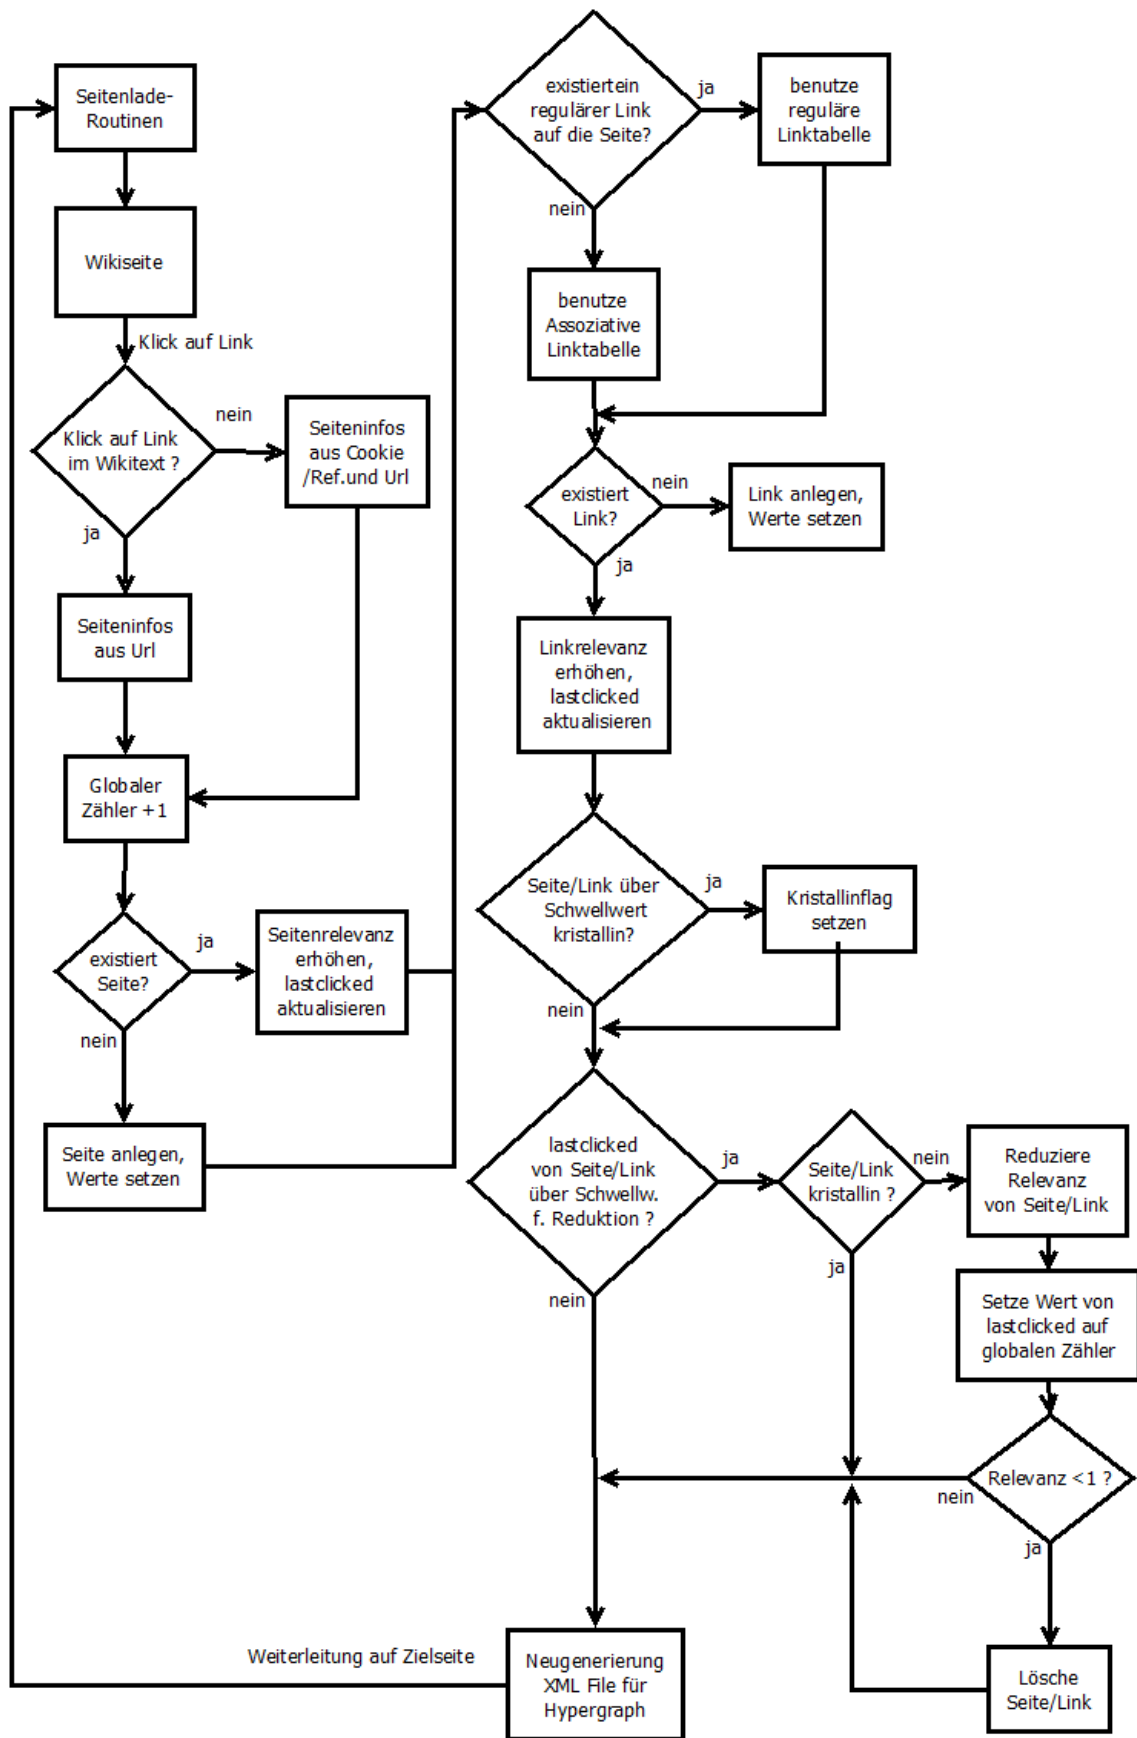 Seitenlade-
Routinen
Wikiseite
Klick auf Link
Klick auf Link
im Wikitext ?
nein
Seiteninfos
aus Cookie
/Ref.und Url
ja
Seiteninfos
aus Url
Globaler
Zähler +1
existiert
Seite?
ja
Seitenrelevanz
erhöhen,
lastclicked
aktualisieren
nein
Seite anlegen,
Werte setzen
existiertein
regulärer Link
auf die Seite?
ja
benutze
reguläre
Linktabelle
nein
benutze
Assoziative
Linktabelle
existiert
Link?
nein
Link anlegen,
Werte setzen
ja
Linkrelevanz
erhöhen,
lastclicked
aktualisieren
Seite/Link über
Schwellwert
kristallin?
ja
Kristallinflag
setzen
nein
lastclicked
von Seite/Link
über Schwellw.
f. Reduktion ?
ja
Seite/Link
kristallin ?
nein
Reduziere
Relevanz
von Seite/Link
ja
nein
Setze Wert von
lastclicked auf
globalen Zähler
Relevanz <1 ?
nein
ja
Lösche
Seite/Link
Neugenerierung
XML File für
Hypergraph
Weiterleitung auf Zielseite